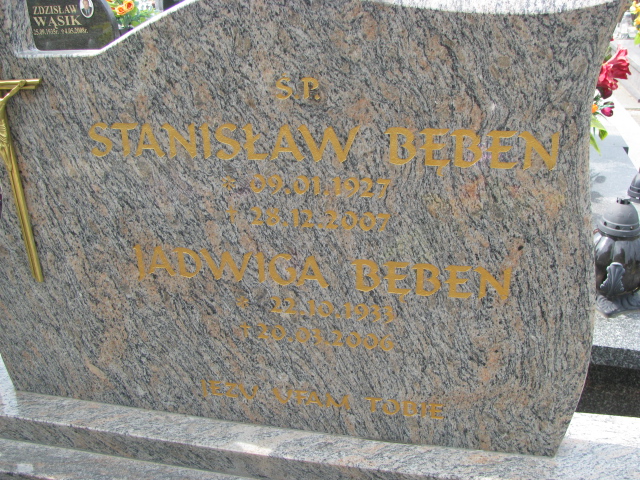 ZDZISŁAW
WĄSIK
Ś.P.
STANISŁAW BĘBEN
* 09.01.1927
† 28.12.2007
JADWIGA BĘBEN
* 22.10.1933
† 20.03.2006
JEZU UFAM TOBIE